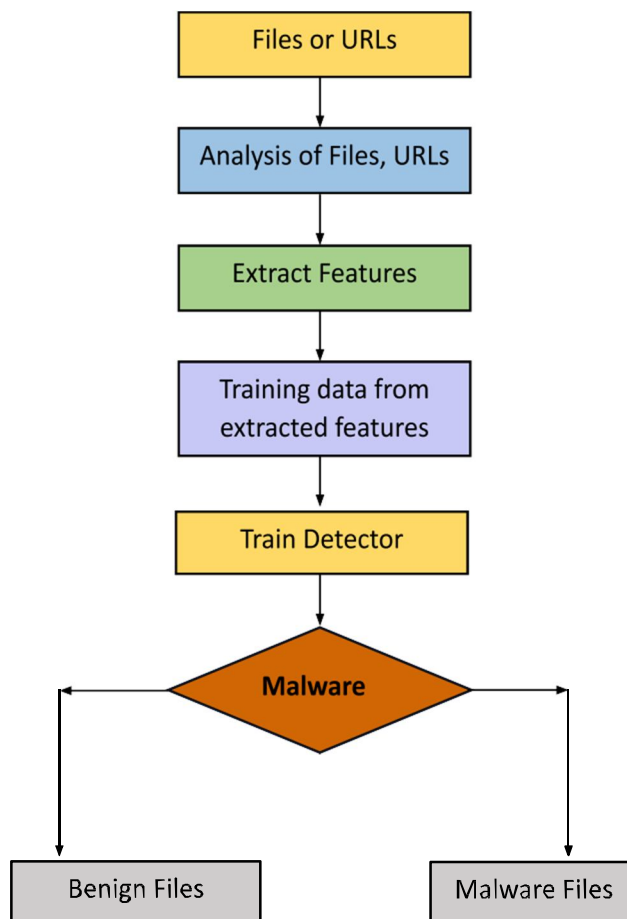 Files or URLs
Analysis of Files, URLs
Extract Features
Training data from
extracted features
Train Detector
Malware
Benign Files
Malware Files